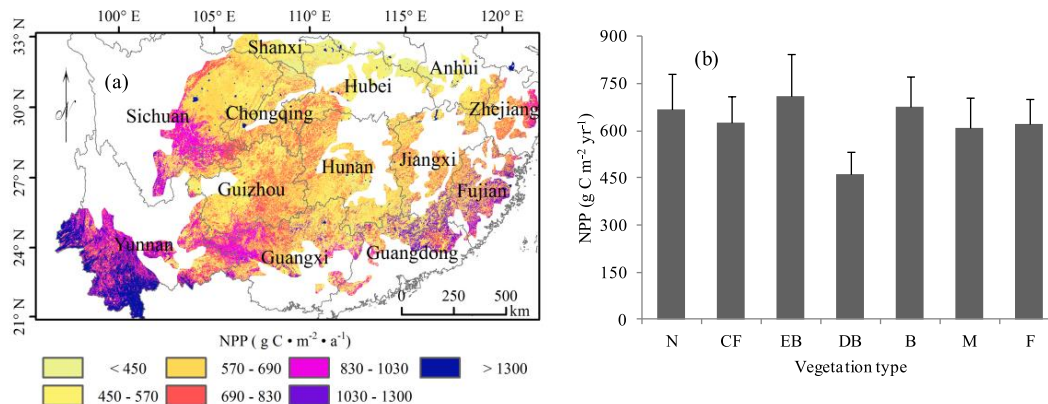 100° E 105° E 110° E 115° E 120° E
33° N
30° N
27° N
24° N
21° N
(a)
Shanxi
Anhui
Hubei
Sichuan
Chongqing
Zhejiang
Hunan
Jiangxi
Guizhou
Fujian
Yunnan
Guangxi
Guangdong
0 250 500
km
NPP ( g C • m⁻² • a⁻¹)
< 450 570 - 690 830 - 1030 > 1300
450 - 570 690 - 830 1030 - 1300
(b)
NPP (g C m⁻² yr⁻¹)
900
750
600
450
300
150
0
N CF EB DB B M F
Vegetation type